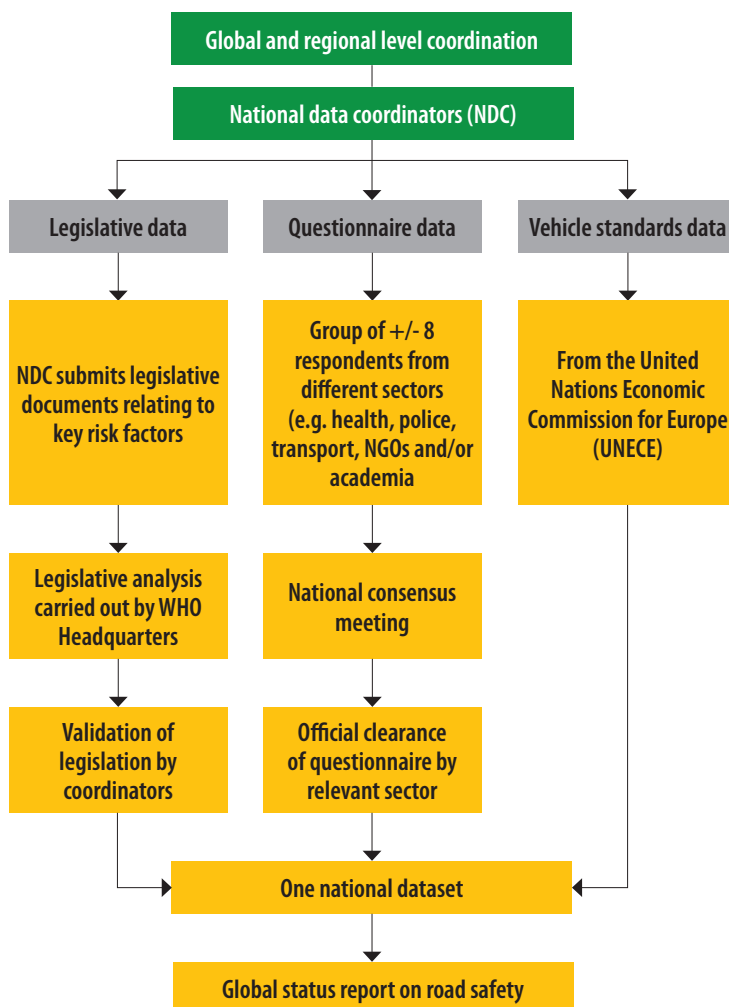 Global and regional level coordination
National data coordinators (NDC)
Legislative data
Questionnaire data
Vehicle standards data
NDC submits legislative
documents relating to
key risk factors
Group of +/- 8
respondents from
different sectors
(e.g. health, police,
transport, NGOs and/or
academia
From the United
Nations Economic
Commission for Europe
(UNECE)
Legislative analysis
carried out by WHO
Headquarters
National consensus
meeting
Validation of
legislation by
coordinators
Official clearance
of questionnaire by
relevant sector
One national dataset
Global status report on road safety